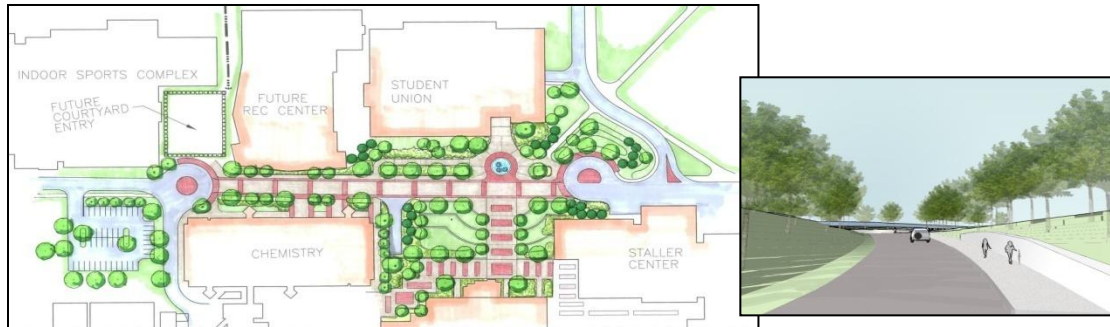 INDOOR SPORTS COMPLEX
FUTURE
COURTYARD
ENTRY
FUTURE
REC CENTER
STUDENT
UNION
CHEMISTRY
STALLER
CENTER